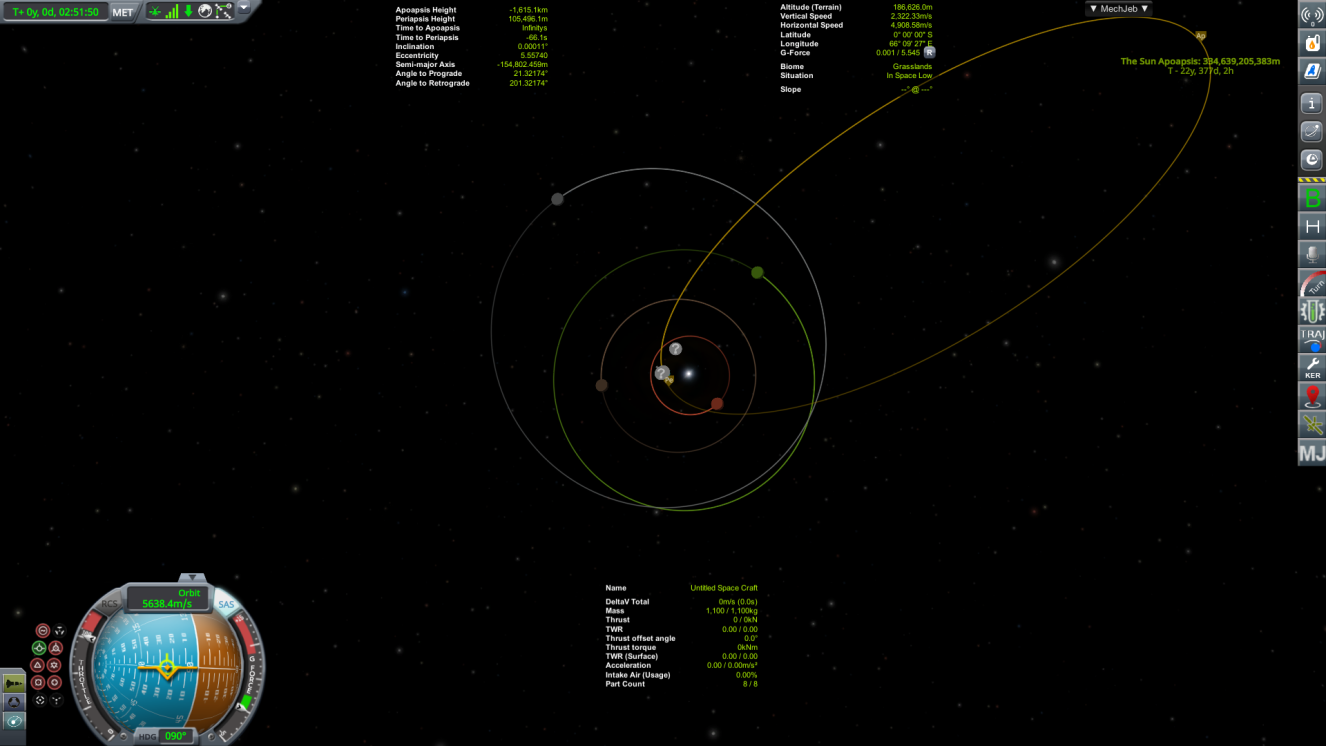 T+ 0y, 0d, 02:51:50 MET
Apoapsis Height -1,615.1km
Periapsis Height 105,496.1m
Time to Apoapsis Infinitys
Time to Periapsis -66.1s
Inclination 0.00011°
Eccentricity 5.55740
Semi-major Axis -154,802.459m
Angle to Prograde 21.32174°
Angle to Retrograde 201.32174°
Altitude (Terrain) 186,626.0m
Vertical Speed 2,322.33m/s
Horizontal Speed 4,908.58m/s
Latitude 0° 00' 00" S
Longitude 66° 09' 27" E
G-Force 0.001 / 5.545 R
Biome Grasslands
Situation In Space Low
Slope --° @ ---°
▼ MechJeb ▼
Ap
The Sun Apoapsis: 334,639,205,383m
T - 22y, 377d, 2h
0
B
H
Turn
TRAJ
KER
MJ
?
?
Name Untitled Space Craft
DeltaV Total 0m/s (0.0s)
Mass 1,100 / 1,100kg
Thrust 0 / 0kN
TWR 0.00 / 0.00
Thrust offset angle 0.0°
Thrust torque 0kNm
TWR (Surface) 0.00 / 0.00
Acceleration 0.00 / 0.00m/s²
Intake Air (Usage) 0.00%
Part Count 8 / 8
Orbit
5638.4m/s
RCS
SAS
THROTTLE
G FORCE
HDG 090°